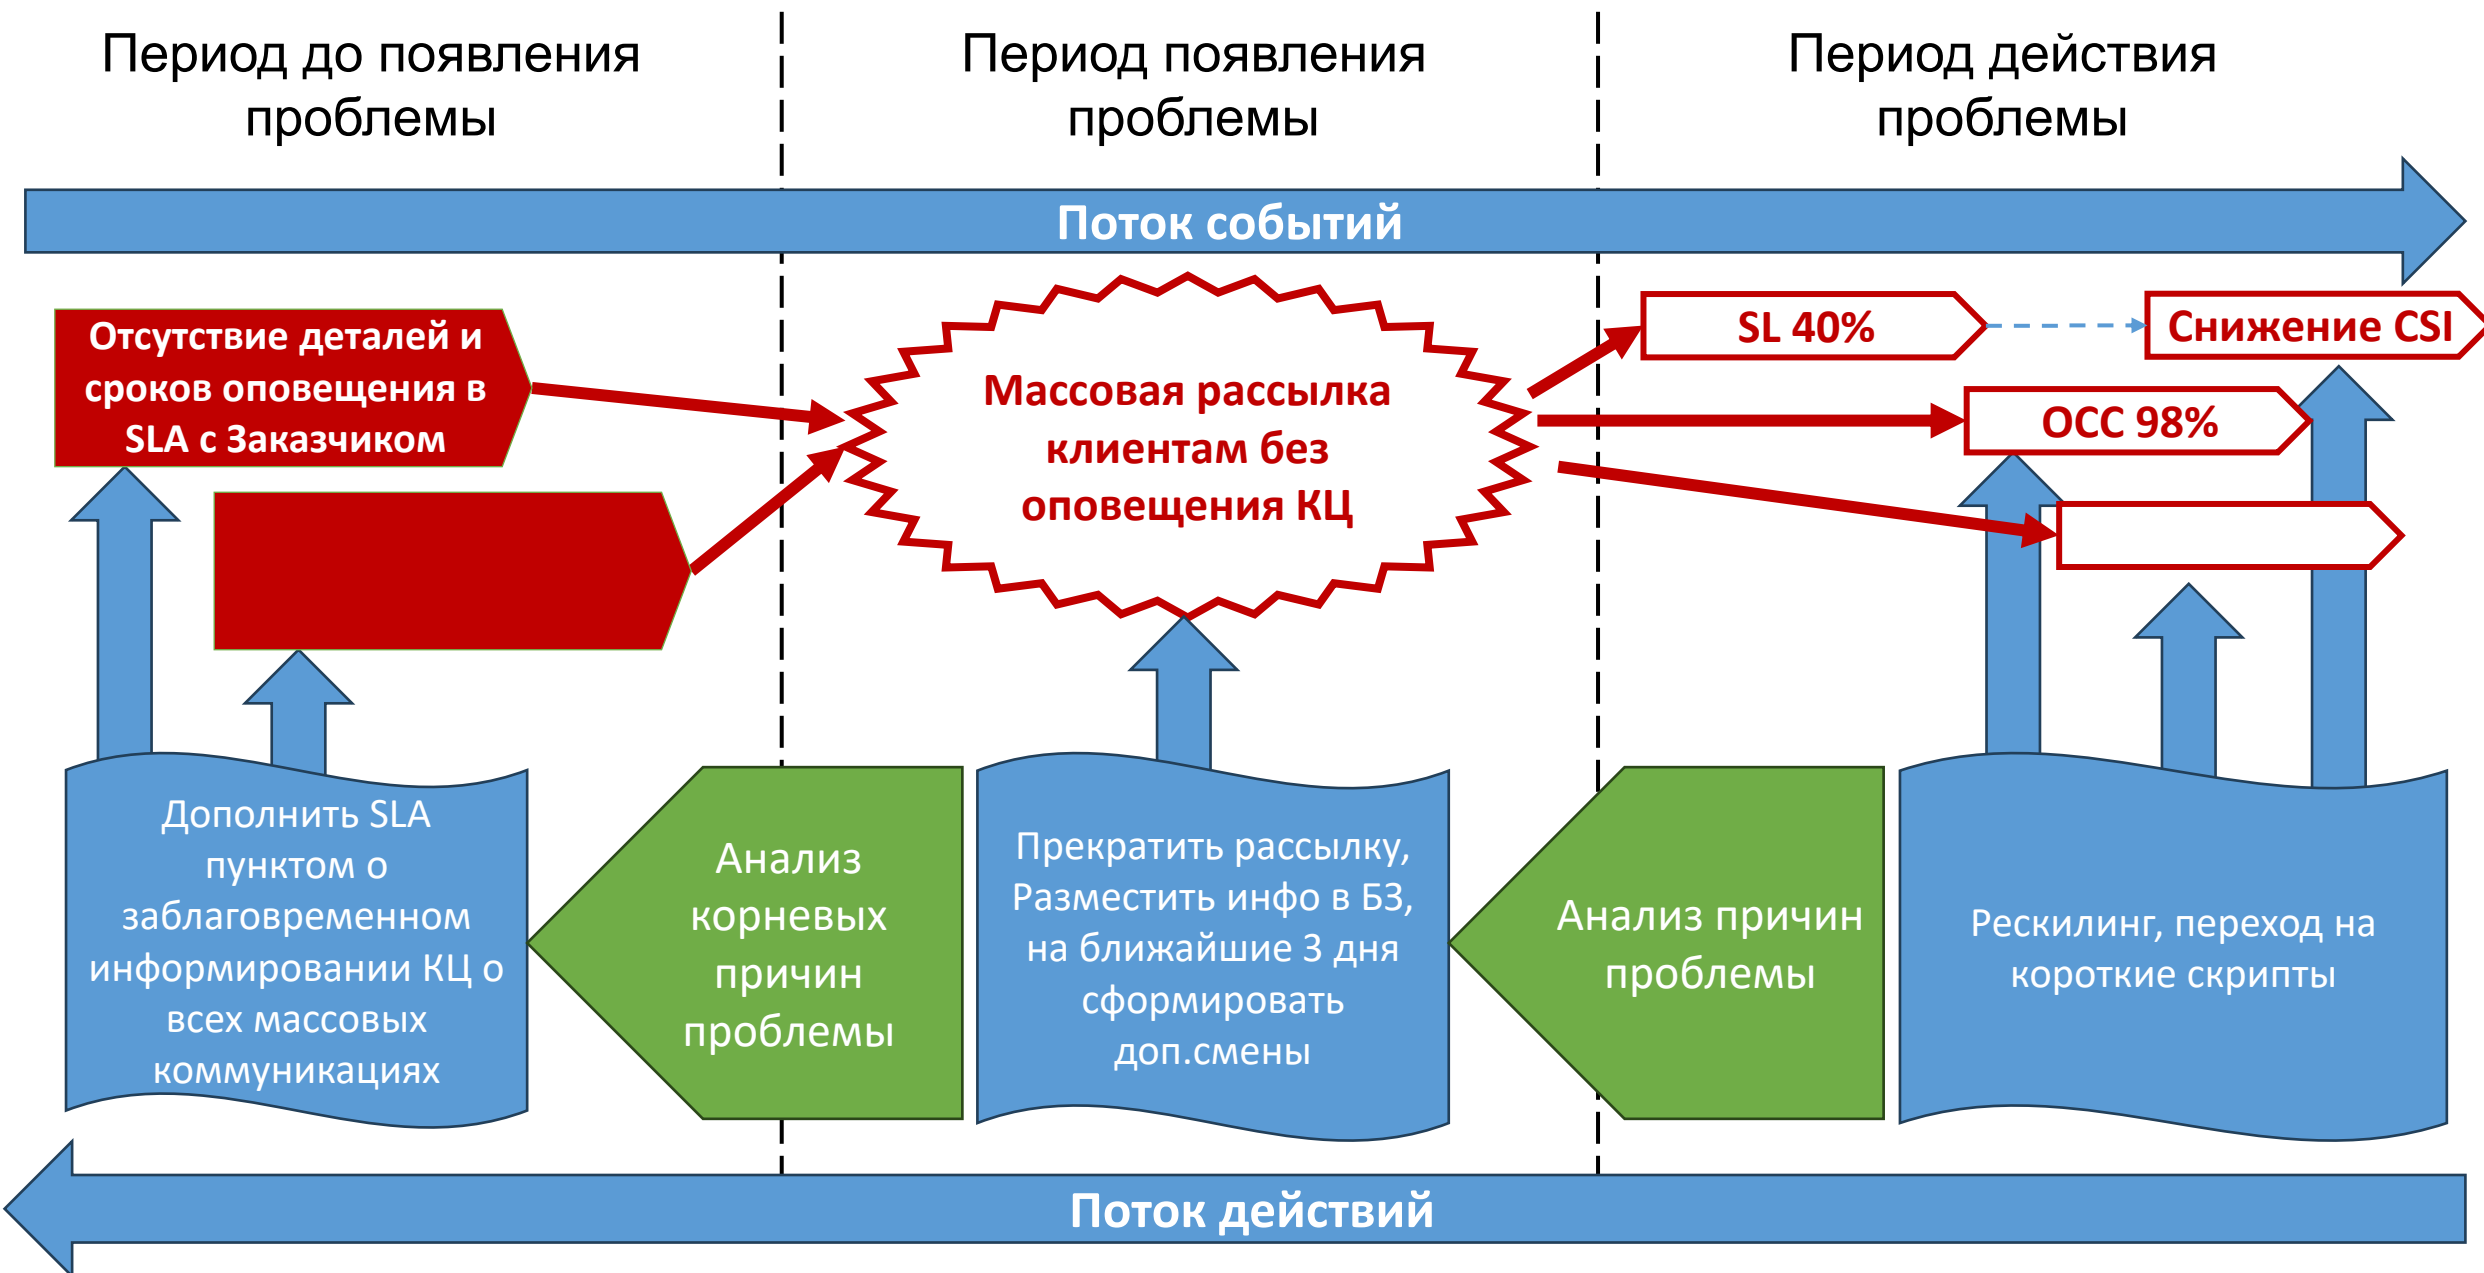 Период до появления
проблемы
Период появления
проблемы
Период действия
проблемы
Поток событий
Отсутствие деталей и
сроков оповещения в
SLA с Заказчиком
Массовая рассылка
клиентам без
оповещения КЦ
SL 40%
Снижение CSI
OCC 98%
Дополнить SLA
пунктом о
заблаговременном
информировании КЦ о
всех массовых
коммуникациях
Анализ
корневых
причин
проблемы
Прекратить рассылку,
Разместить инфо в БЗ,
на ближайшие 3 дня
сформировать
доп.смены
Анализ причин
проблемы
Рескилинг, переход на
короткие скрипты
Поток действий